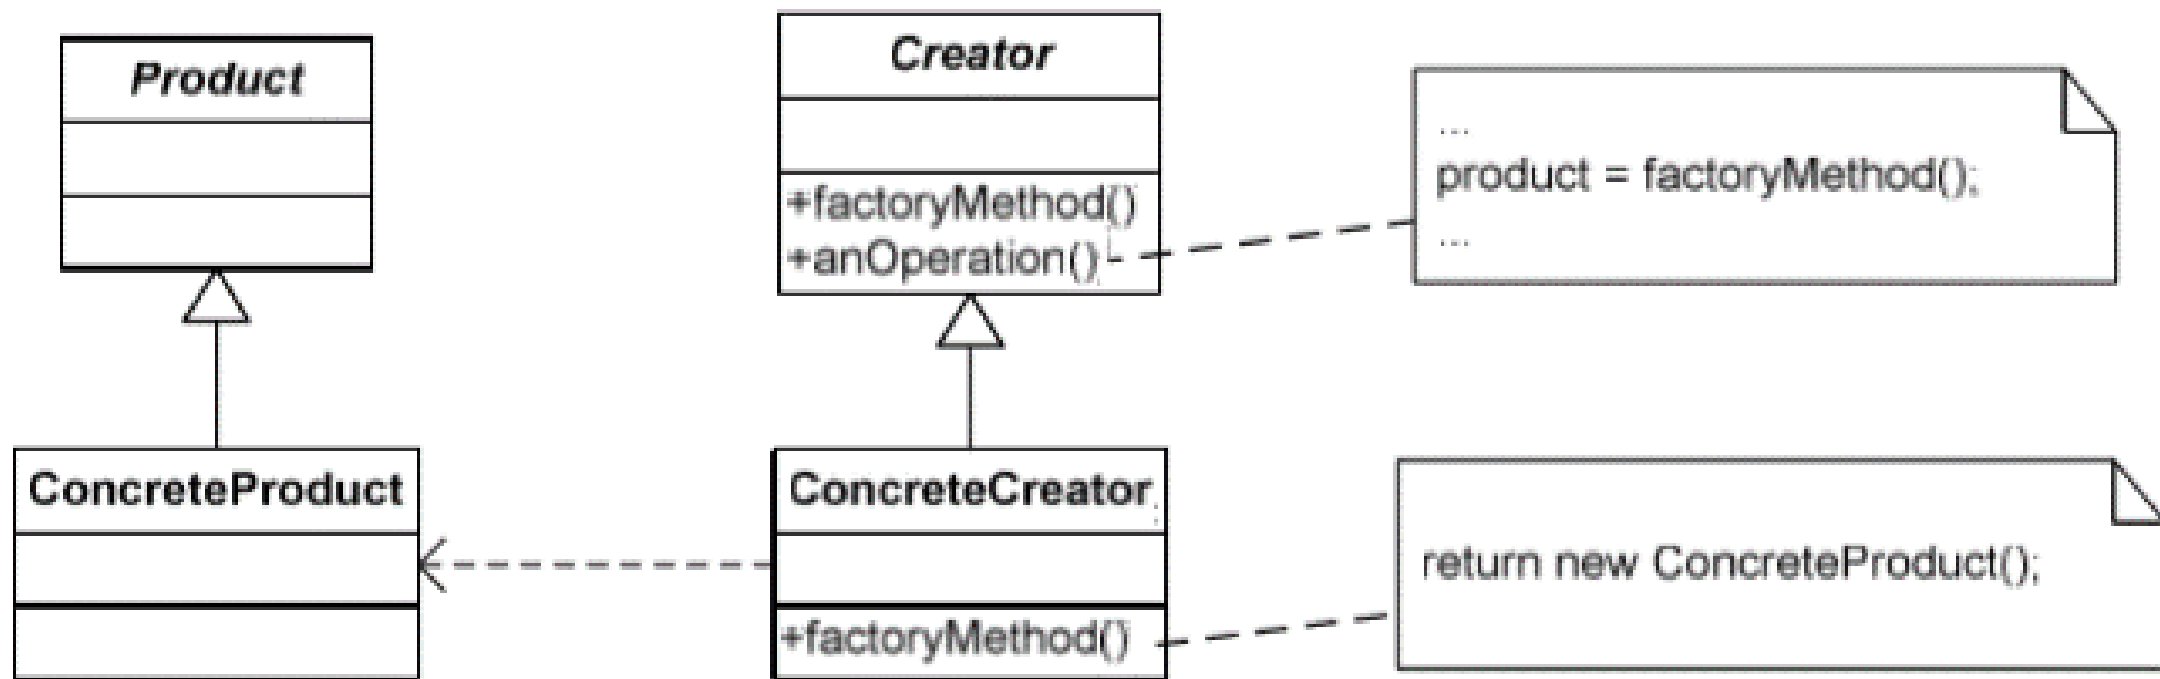 Product
Creator
+factoryMethod()
+anOperation()
...
product = factoryMethod();
...
ConcreteProduct
ConcreteCreator
+factoryMethod()
return new ConcreteProduct();